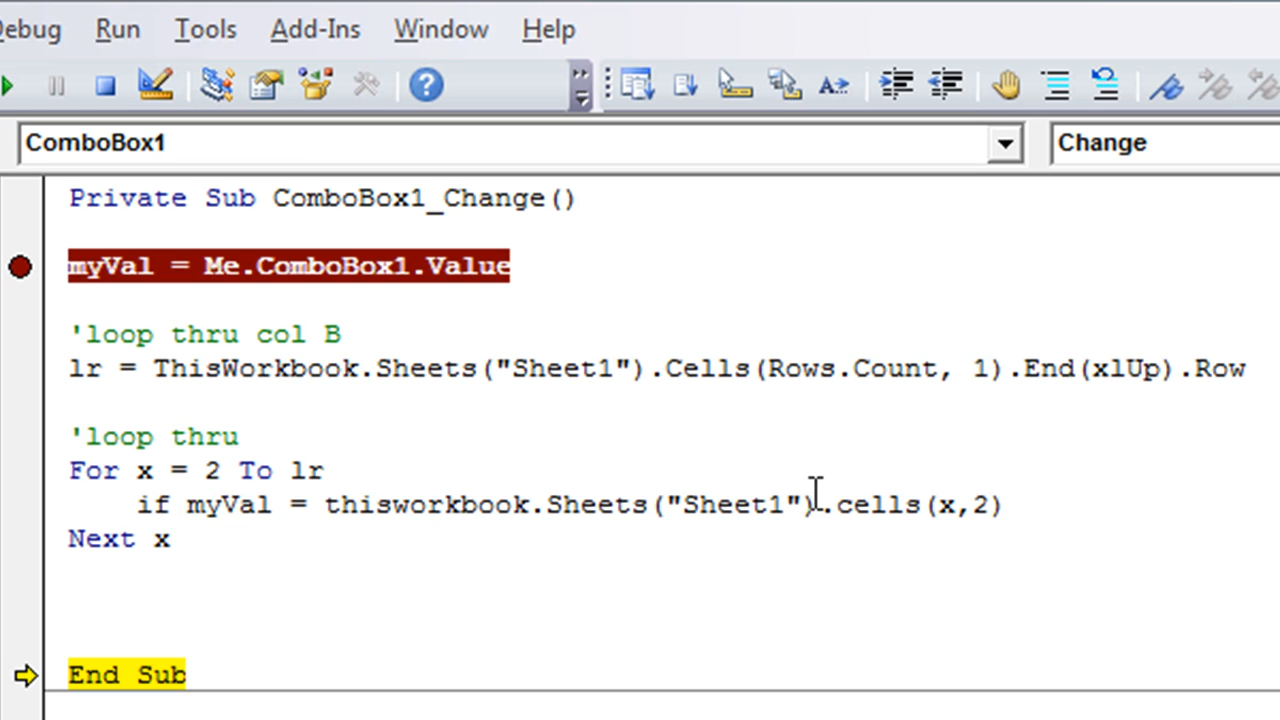 Debug Run Tools Add-Ins Window Help
ComboBox1 Change
Private Sub ComboBox1_Change()
myVal = Me.ComboBox1.Value
'loop thru col B
lr = ThisWorkbook.Sheets("Sheet1").Cells(Rows.Count, 1).End(xlUp).Row
'loop thru
For x = 2 To lr
    if myVal = thisworkbook.Sheets("Sheet1").cells(x,2)
Next x
End Sub